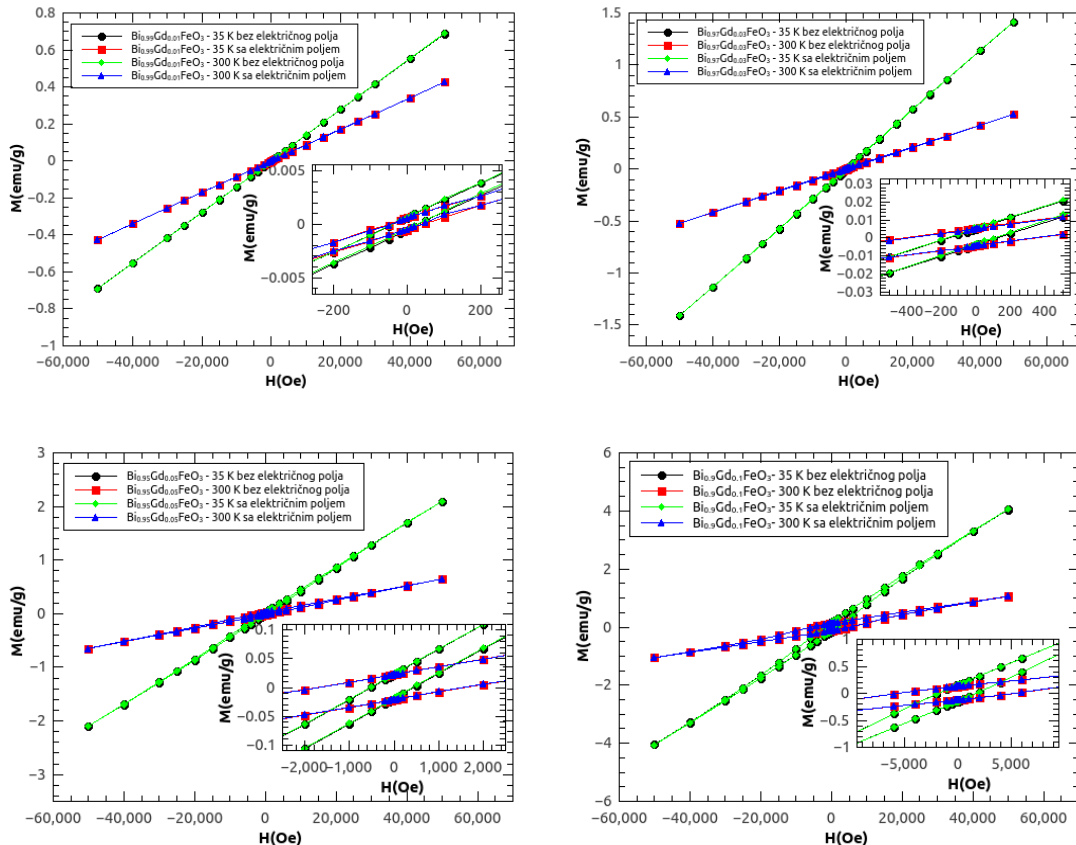 0.8
0.6
0.4
0.2
0
−0.2
−0.4
−0.6
−0.8
−1
M(emu/g)
Bi0.99Gd0.01FeO3 - 35 K bez električnog polja
Bi0.99Gd0.01FeO3 - 35 K sa električnim poljem
Bi0.99Gd0.01FeO3 - 300 K bez električnog polja
Bi0.99Gd0.01FeO3 - 300 K sa električnim poljem
0.005
0
−0.005
M(emu/g)
−200 0 200
H(Oe)
−60,000 −40,000 −20,000 0 20,000 40,000 60,000
H(Oe)
1.5
1
0.5
0
−0.5
−1
−1.5
M(emu/g)
Bi0.97Gd0.03FeO3 - 35 K bez električnog polja
Bi0.97Gd0.03FeO3 - 300 K bez električnog polja
Bi0.97Gd0.03FeO3 - 35 K sa električnim poljem
Bi0.97Gd0.03FeO3 - 300 K sa električnim poljem
0.03
0.02
0.01
0
−0.01
−0.02
−0.03
M(emu/g)
−400 −200 0 200 400
H(Oe)
−60,000 −40,000 −20,000 0 20,000 40,000 60,000
H(Oe)
3
2
1
0
−1
−2
−3
M(emu/g)
Bi0.95Gd0.05FeO3 - 35 K bez električnog polja
Bi0.95Gd0.05FeO3 - 300 K bez električnog polja
Bi0.95Gd0.05FeO3 - 35 K sa električnim poljem
Bi0.95Gd0.05FeO3 - 300 K sa električnim poljem
0.1
0.05
0
−0.05
−0.1
M(emu/g)
−2,000 −1,000 0 1,000 2,000
H(Oe)
−60,000 −40,000 −20,000 0 20,000 40,000 60,000
H(Oe)
6
4
2
0
−2
−4
−6
M(emu/g)
Bi0.9Gd0.1FeO3- 35 K bez električnog polja
Bi0.9Gd0.1FeO3- 300 K bez električnog polja
Bi0.9Gd0.1FeO3- 35 K sa električnim poljem
Bi0.9Gd0.1FeO3- 300 K sa električnim poljem
0.5
0
−0.5
−1
M(emu/g)
−5,000 0 5,000
H(Oe)
−60,000 −40,000 −20,000 0 20,000 40,000 60,000
H(Oe)